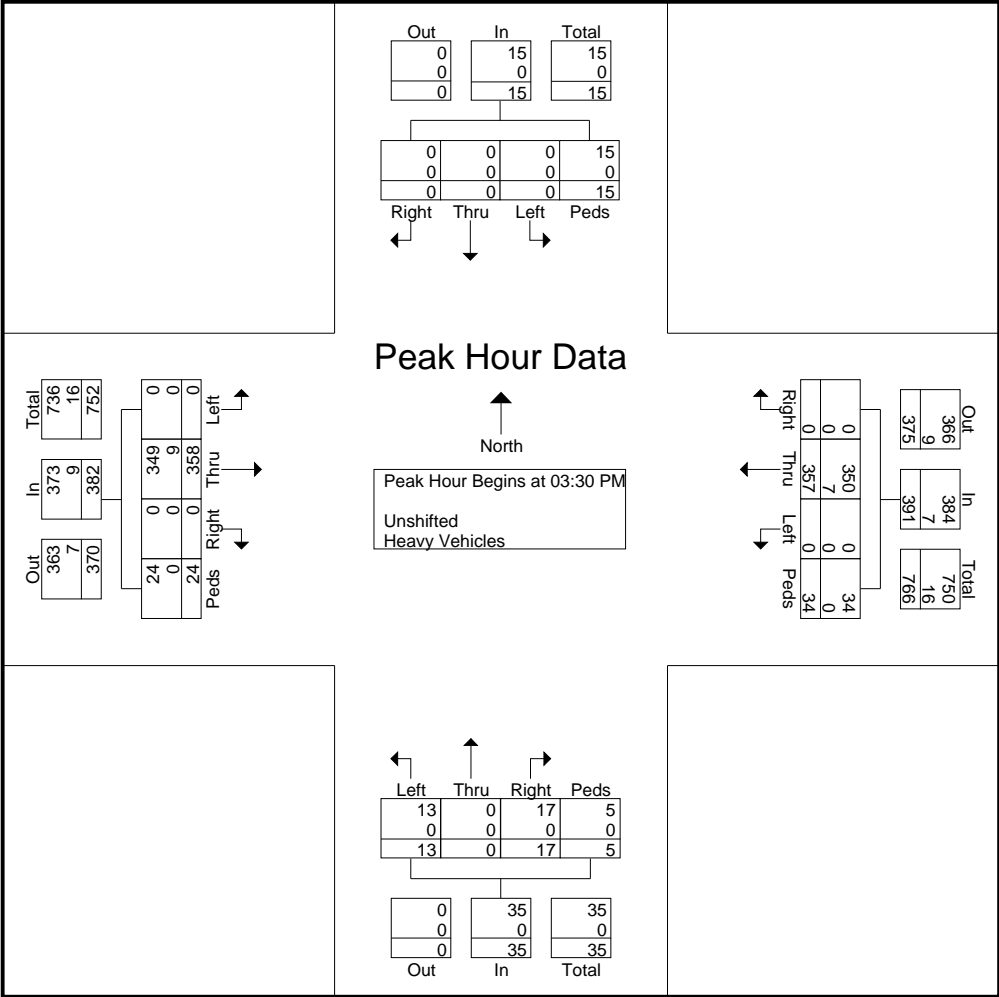 Out In Total
0 15 15
0 0 0
0 15 15
0 0 0 15
0 0 0 0
0 0 0 15
Right Thru Left Peds
Peak Hour Data
North
Peak Hour Begins at 03:30 PM
Unshifted
Heavy Vehicles
Total In Out
736 373 363
16 9 7
752 382 370
0 349 0 24
0 9 0 0
0 358 0 24
Left Thru Right Peds
Out In Total
366 384 750
9 7 16
375 391 766
0 350 0 34
0 7 0 0
0 357 0 34
Right Thru Left Peds
Left Thru Right Peds
13 0 17 5
0 0 0 0
13 0 17 5
0 35 35
0 0 0
0 35 35
Out In Total